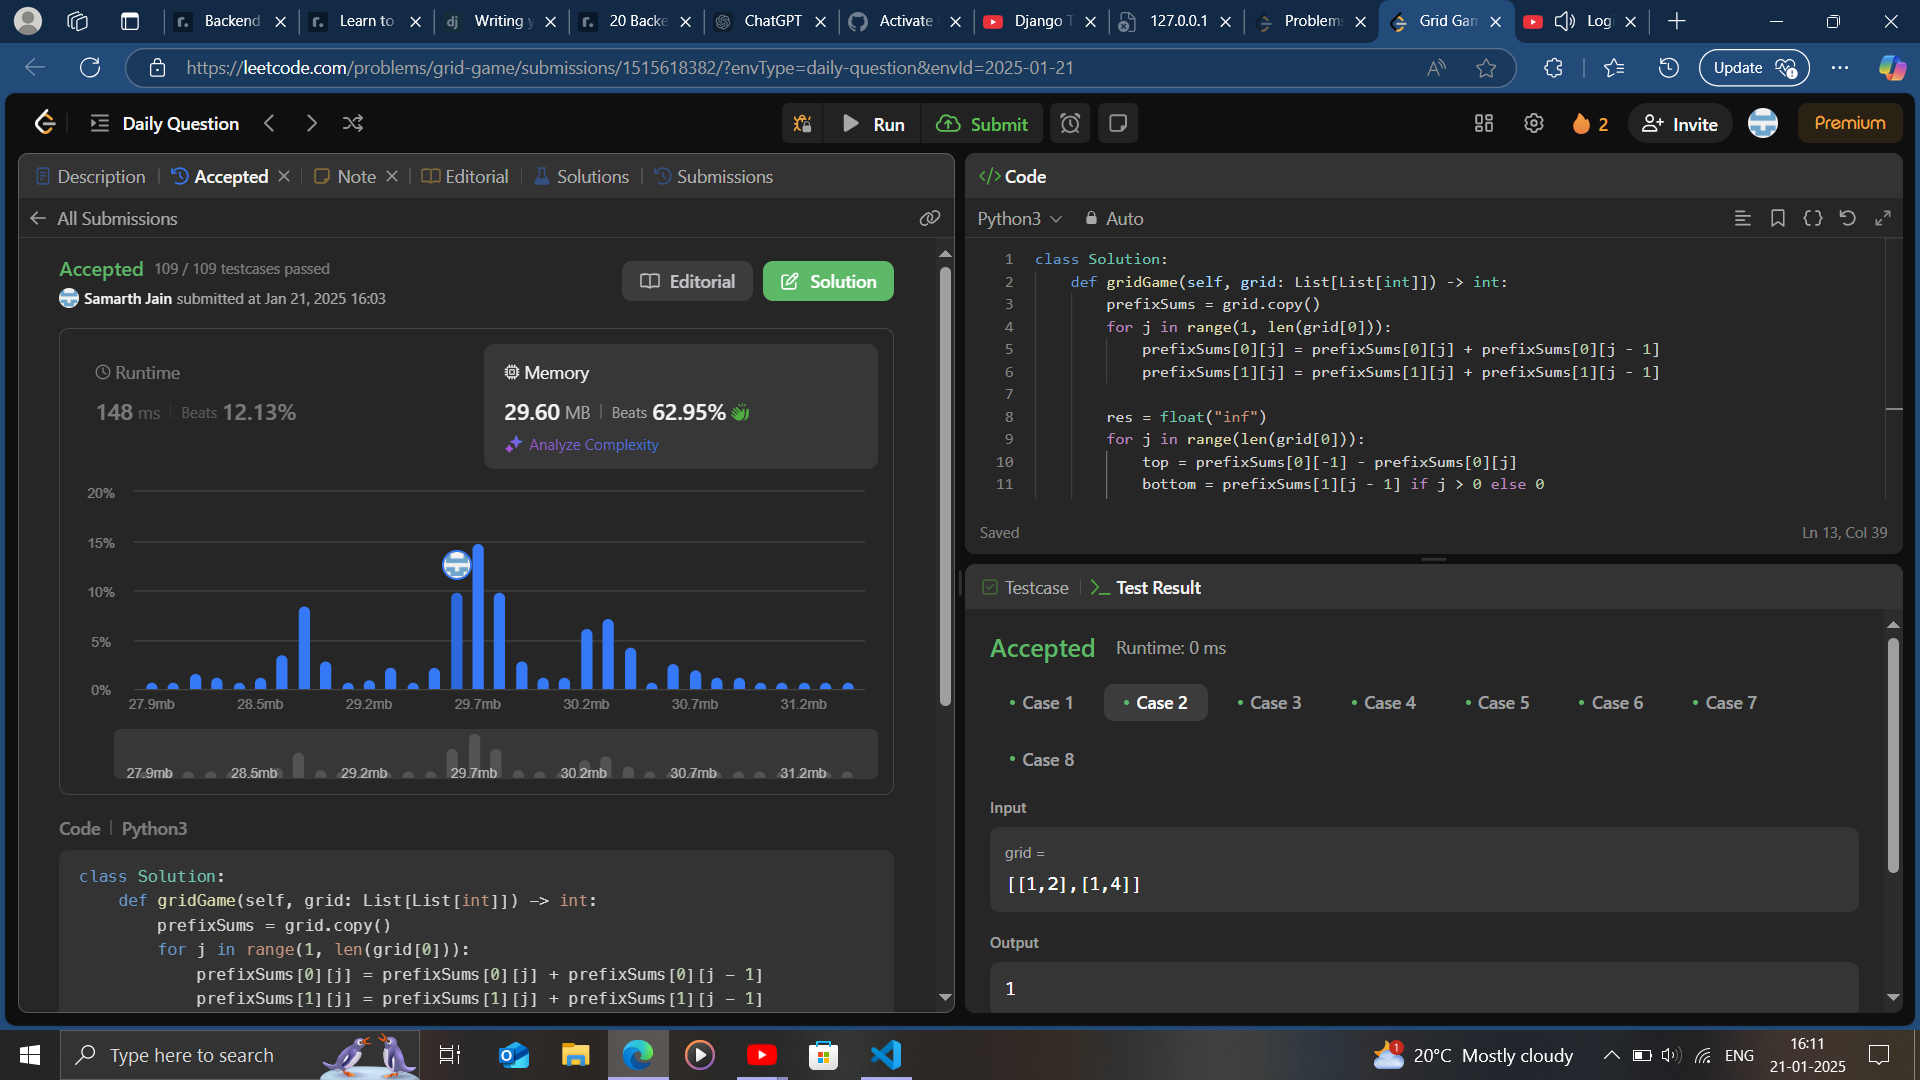 Backend
Learn to
Writing y
20 Backe
ChatGPT
Activate
Django T
127.0.0.1
Problem
Grid Gam
Logi
https://leetcode.com/problems/grid-game/submissions/1515618382/?envType=daily-question&envId=2025-01-21
Update
Daily Question
Run
Submit
2
Invite
Premium
Description
Accepted
Note
Editorial
Solutions
Submissions
All Submissions
Accepted 109 / 109 testcases passed
Samarth Jain submitted at Jan 21, 2025 16:03
Editorial
Solution
Runtime
148 ms | Beats 12.13%
Memory
29.60 MB | Beats 62.95%
Analyze Complexity
20%
15%
10%
5%
0%
27.9mb 28.5mb 29.2mb 29.7mb 30.2mb 30.7mb 31.2mb
27.9mb 28.5mb 29.2mb 29.7mb 30.2mb 30.7mb 31.2mb
Code | Python3
class Solution:
    def gridGame(self, grid: List[List[int]]) -> int:
        prefixSums = grid.copy()
        for j in range(1, len(grid[0])):
            prefixSums[0][j] = prefixSums[0][j] + prefixSums[0][j - 1]
            prefixSums[1][j] = prefixSums[1][j] + prefixSums[1][j - 1]
</> Code
Python3
Auto
1 class Solution:
2     def gridGame(self, grid: List[List[int]]) -> int:
3         prefixSums = grid.copy()
4         for j in range(1, len(grid[0])):
5             prefixSums[0][j] = prefixSums[0][j] + prefixSums[0][j - 1]
6             prefixSums[1][j] = prefixSums[1][j] + prefixSums[1][j - 1]
7
8         res = float("inf")
9         for j in range(len(grid[0])):
10             top = prefixSums[0][-1] - prefixSums[0][j]
11             bottom = prefixSums[1][j - 1] if j > 0 else 0
Saved
Ln 13, Col 39
Testcase
Test Result
Accepted Runtime: 0 ms
• Case 1 • Case 2 • Case 3 • Case 4 • Case 5 • Case 6 • Case 7
• Case 8
Input
grid =
[[1,2],[1,4]]
Output
1
Type here to search
1
20°C Mostly cloudy
ENG
16:11
21-01-2025